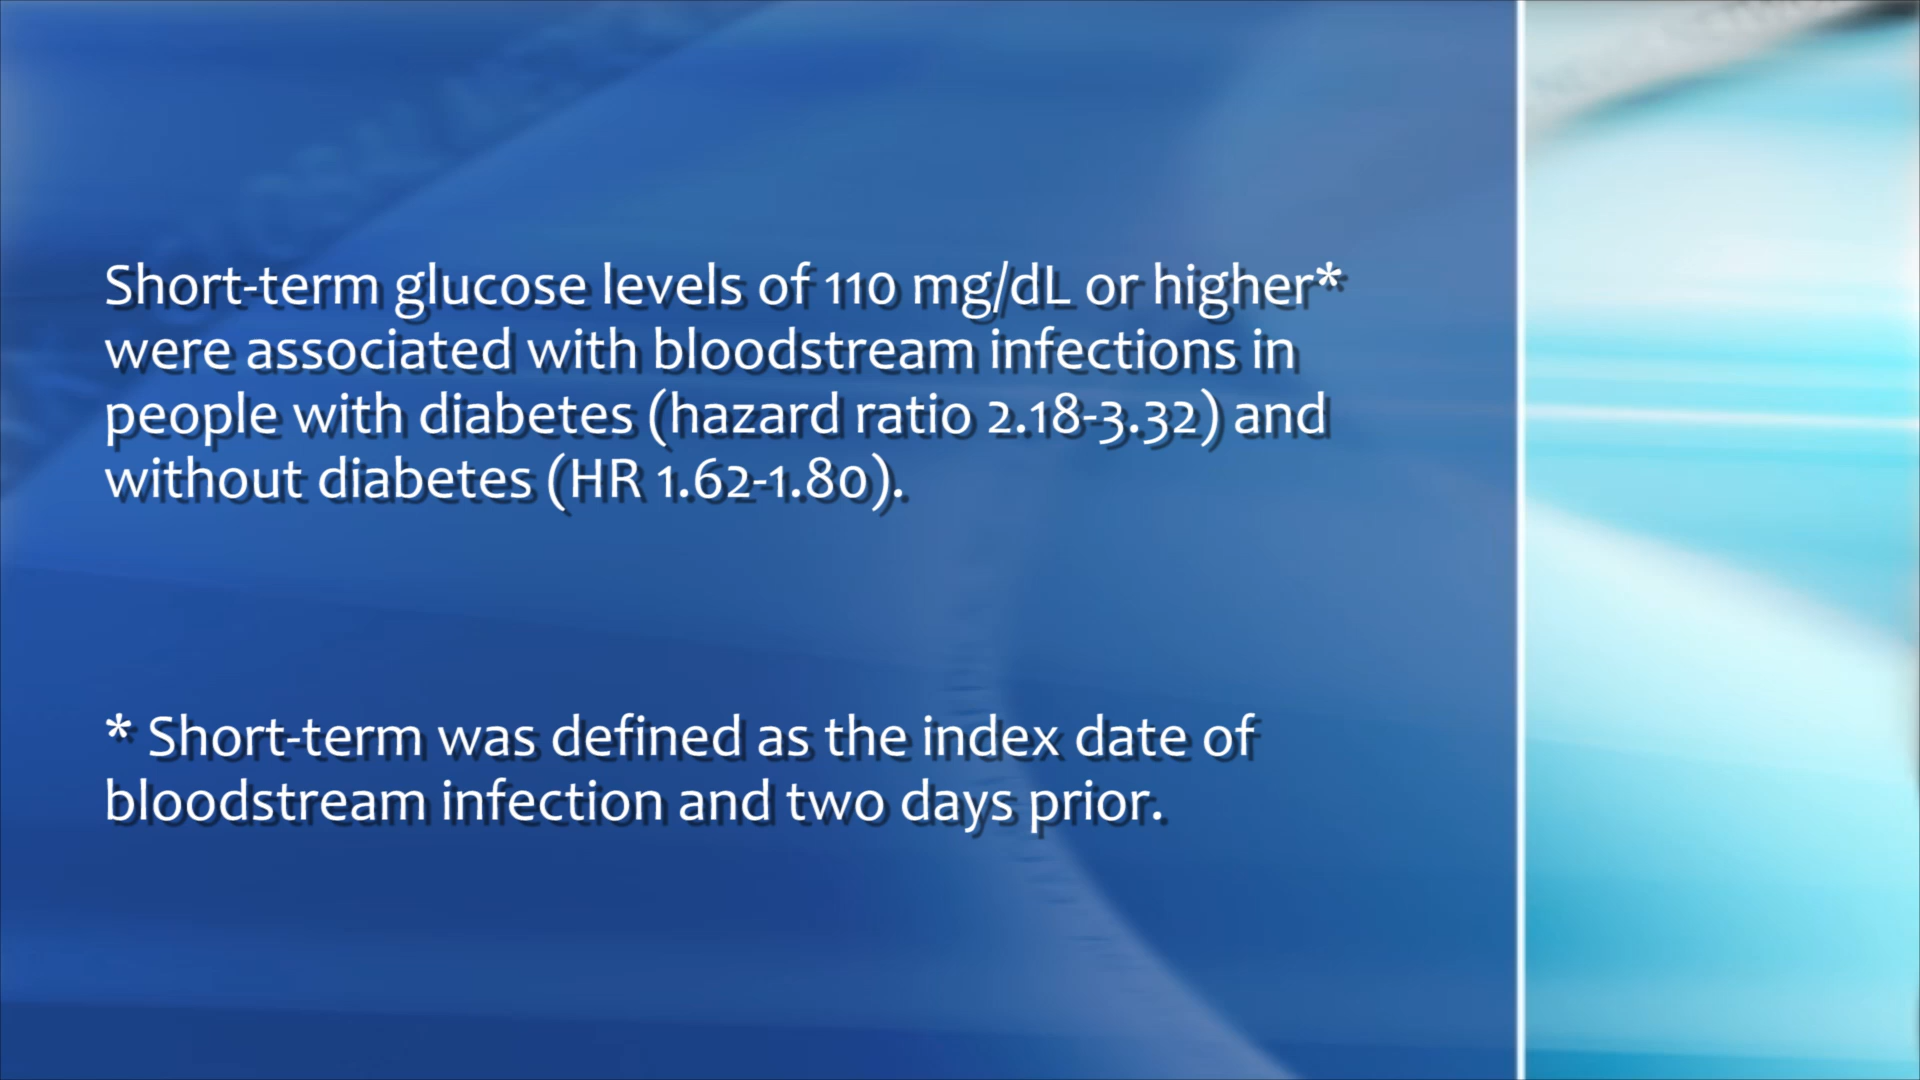 Short-term glucose levels of 110 mg/dL or higher*
were associated with bloodstream infections in
people with diabetes (hazard ratio 2.18-3.32) and
without diabetes (HR 1.62-1.80).
* Short-term was defined as the index date of
bloodstream infection and two days prior.